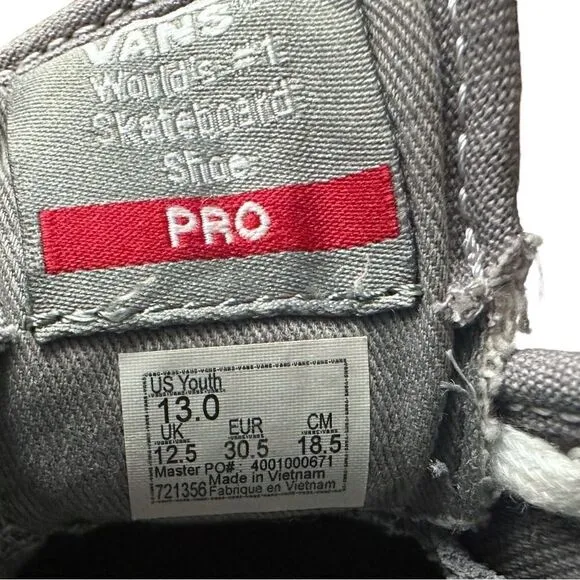 VANS
World's #1
Skateboard
Shoe
PRO
US Youth
13.0
UK EUR CM
12.5 30.5 18.5
Master PO#: 4001000671
Made in Vietnam
721356 Fabriqué en Vietnam